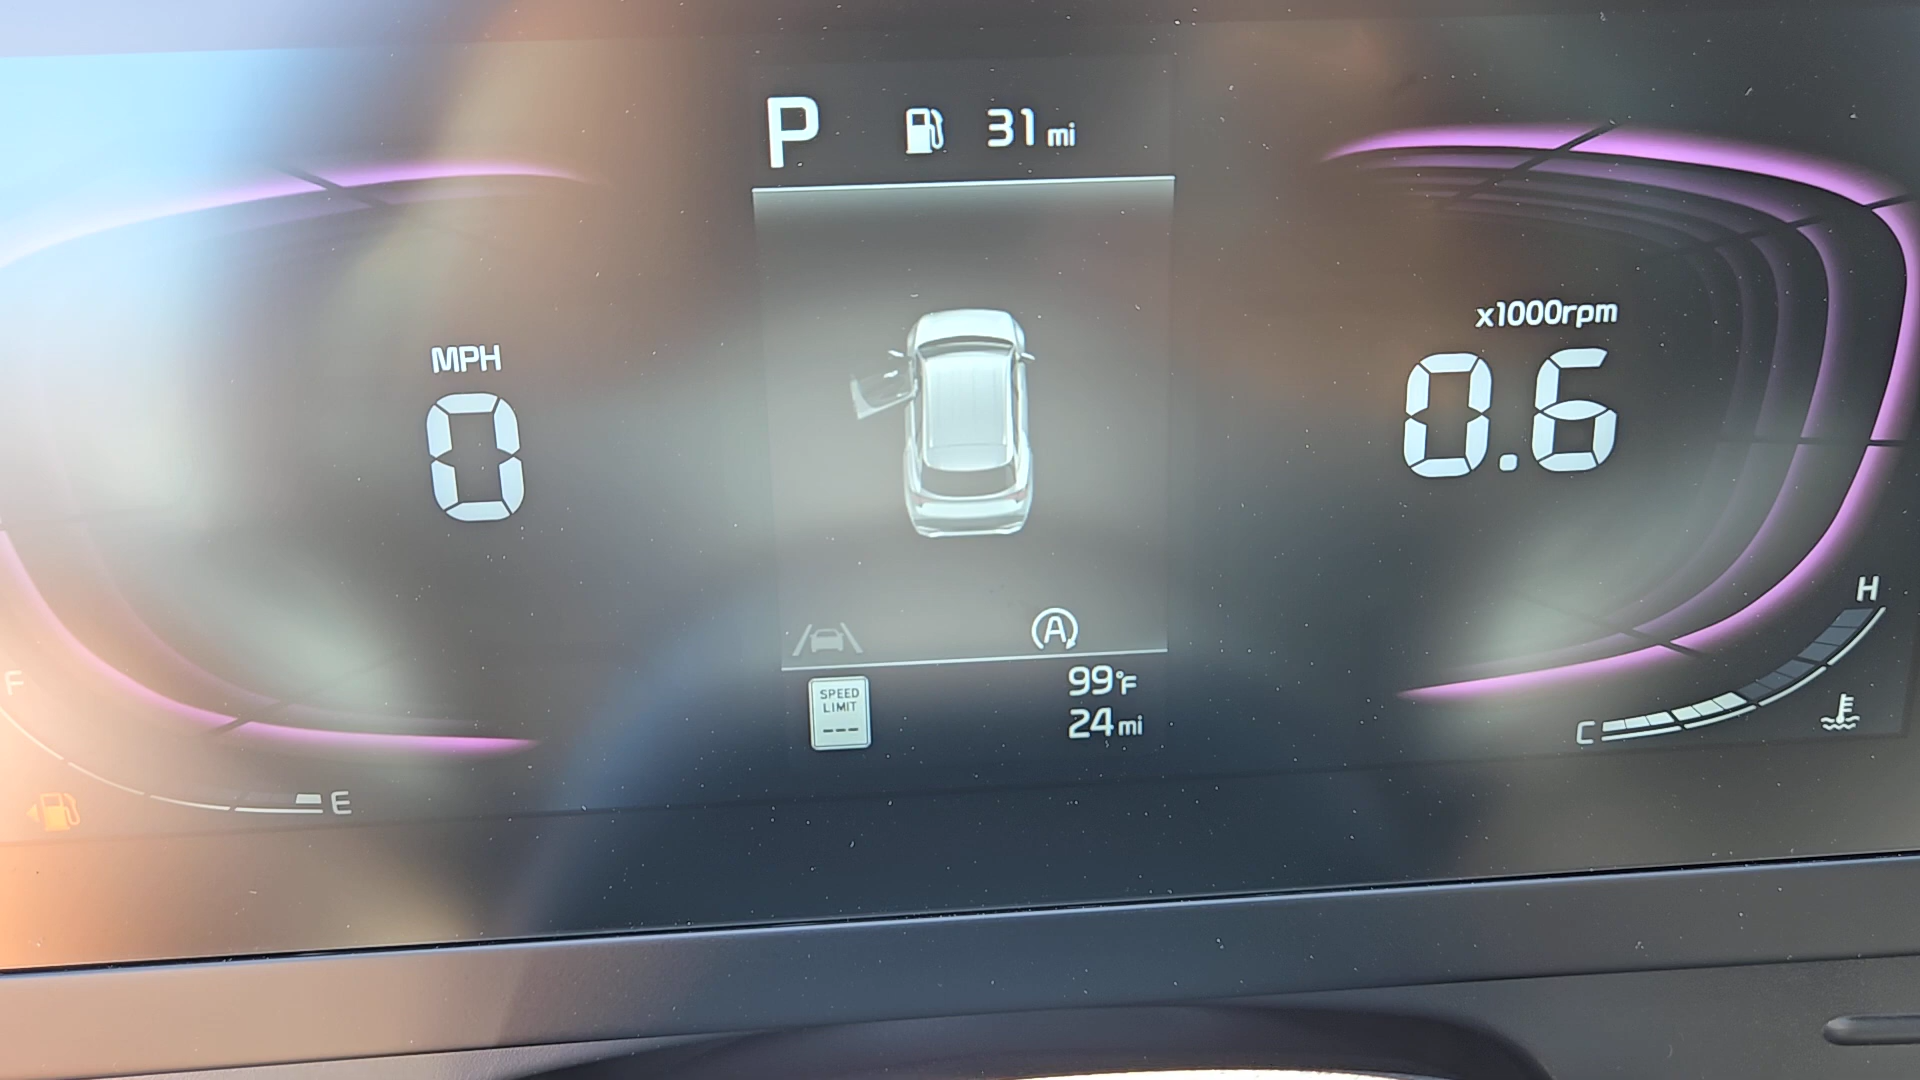 P 31 mi
MPH
0
x1000rpm
0.6
A
SPEED
LIMIT
---
99°F
24 mi
F
E
H
C